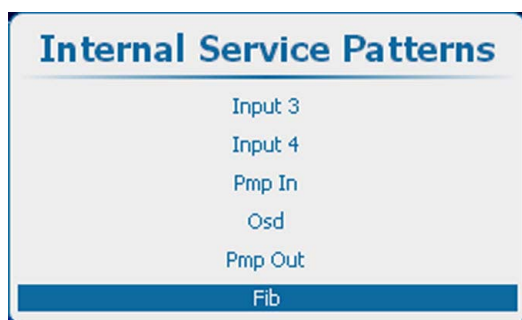 Internal Service Patterns
Input 3
Input 4
Pmp In
Osd
Pmp Out
Fib